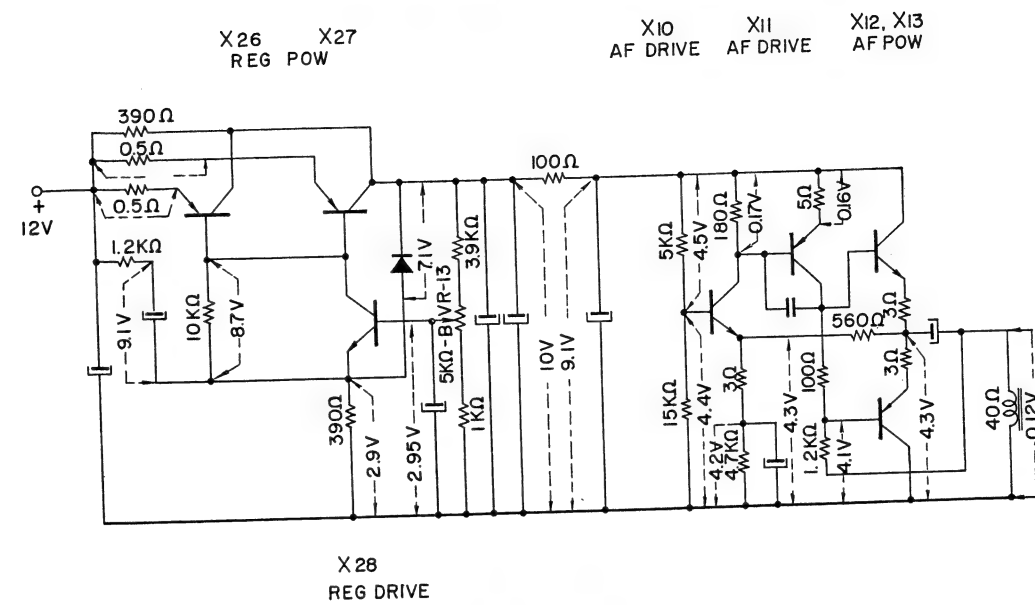 X26 X27
REG POW
X10
AF DRIVE
X11
AF DRIVE
X12, X13
AF POW
390Ω
0.5Ω
0.5Ω
+
12V
1.2KΩ
9.1V
10KΩ
8.7V
7.1V
3.9KΩ
5KΩ-B VR-13
1KΩ
390Ω
2.9V
2.95V
100Ω
10V
9.1V
5KΩ
4.5V
180Ω
0.17V
5Ω
0.16V
15KΩ
4.4V
3Ω
4.2V
4.7KΩ
4.3V
560Ω
100Ω
1.2KΩ
4.1V
3Ω
3Ω
4.3V
40Ω
0.12V
X28
REG DRIVE